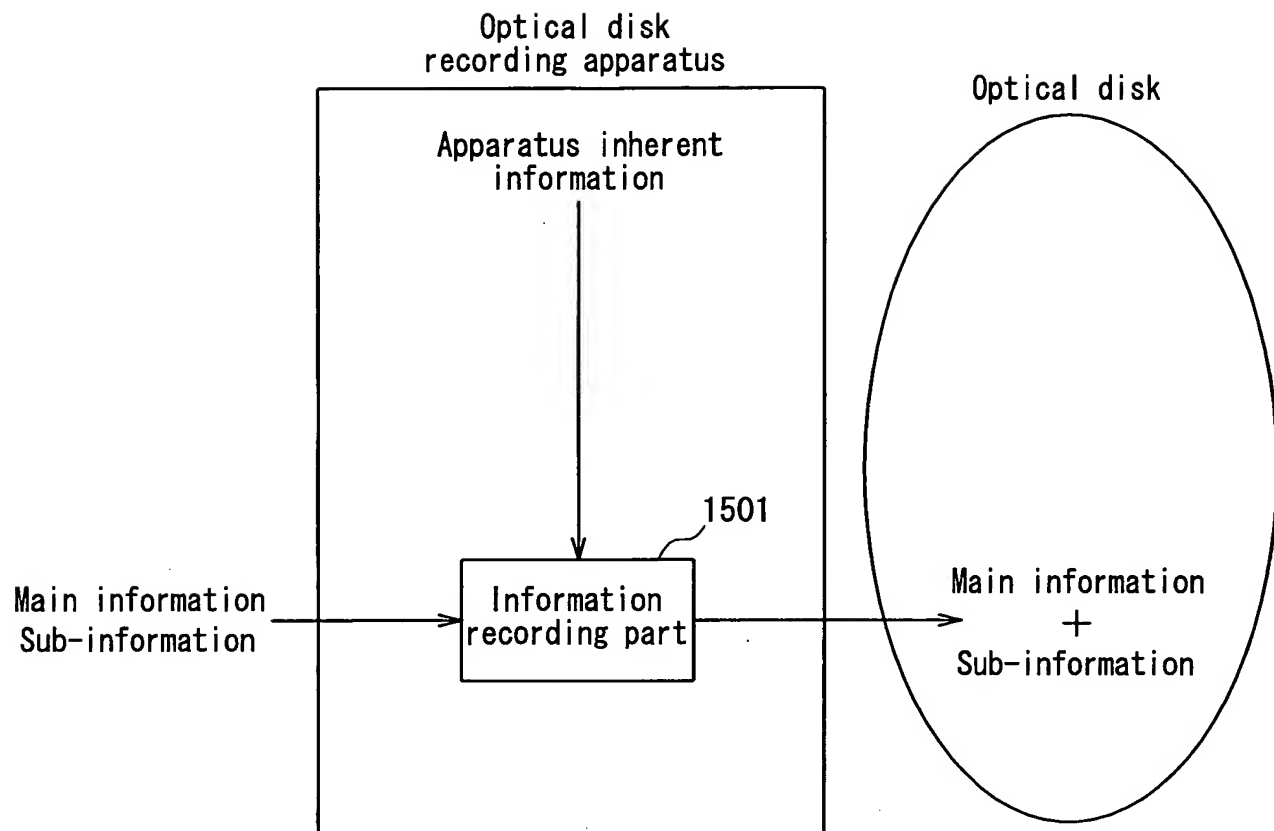 Optical disk
recording apparatus
Optical disk
Apparatus inherent
information
1501
Main information
Sub-information
Information
recording part
Main information
+
Sub-information